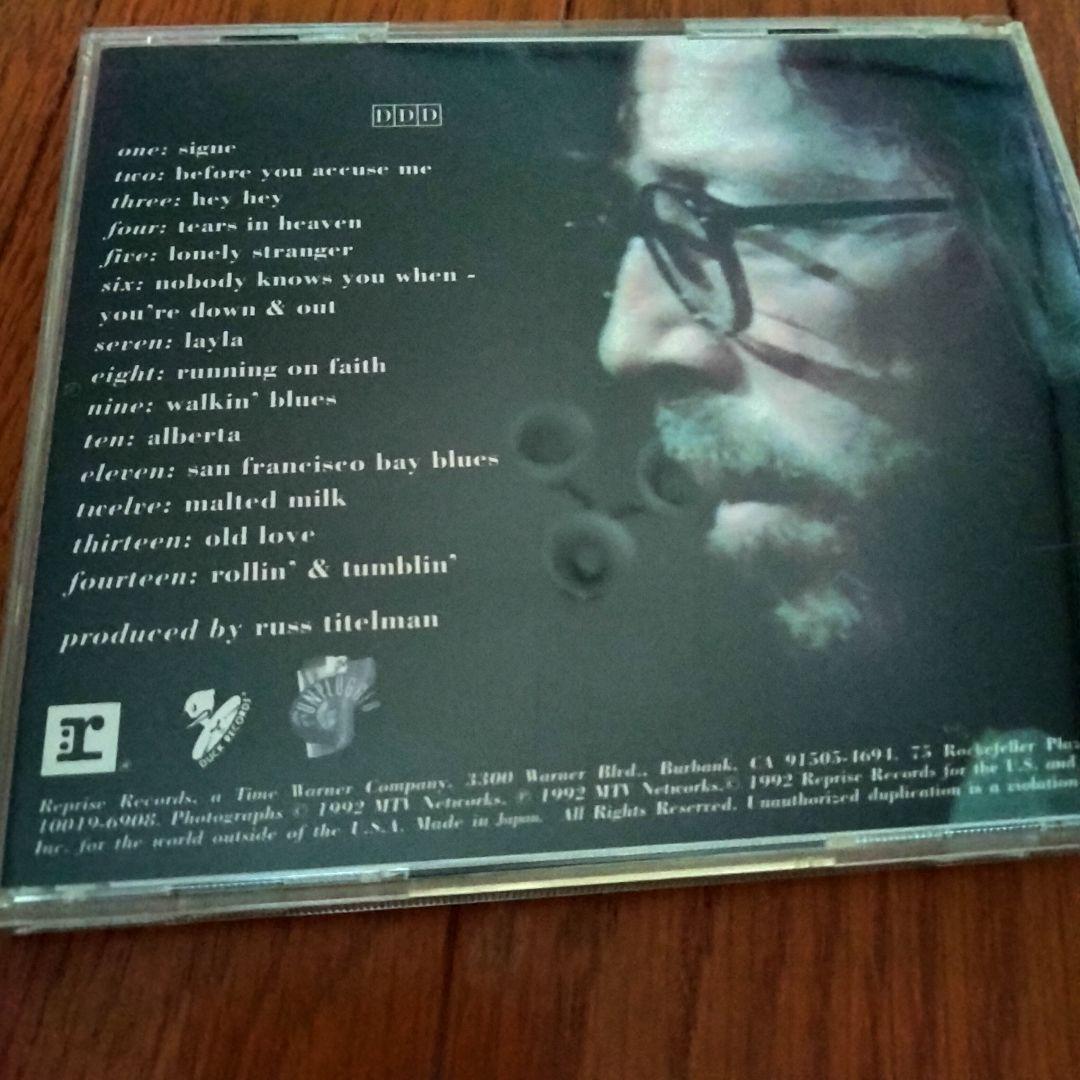 DDD
one: signe
two: before you accuse me
three: hey hey
four: tears in heaven
five: lonely stranger
six: nobody knows you when -
you're down & out
seven: layla
eight: running on faith
nine: walkin' blues
ten: alberta
eleven: san francisco bay blues
twelve: malted milk
thirteen: old love
fourteen: rollin' & tumblin'
produced by russ titelman
r
DUCK RECORDS
UNPLUGGED
Reprise Records, a Time Warner Company, 3300 Warner Blvd., Burbank, CA 91505-4694. 75 Rockefeller Plaz
10019-6908. Photographs © 1992 MTV Networks. ℗ 1992 MTV Networks. © 1992 Reprise Records for the U.S. and
Inc. for the world outside of the U.S.A. Made in Japan. All Rights Reserved. Unauthorized duplication is a violation